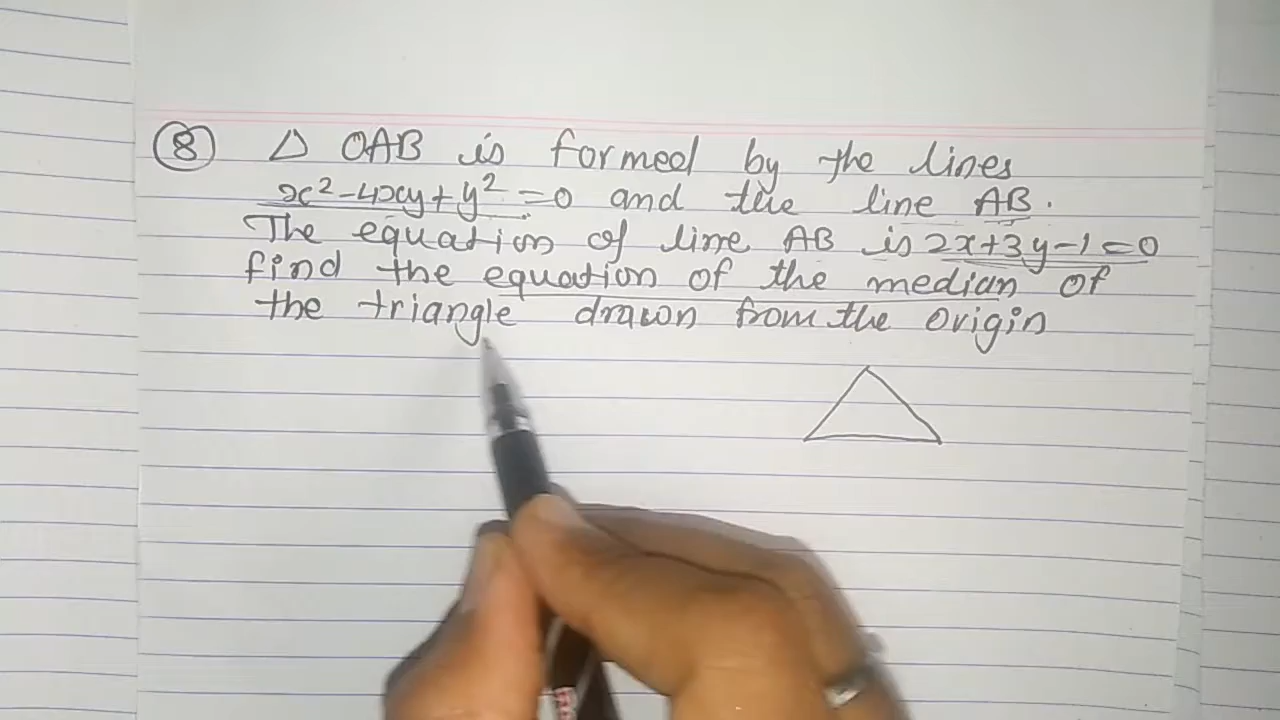 ⑧ △ OAB is formed by the lines
x²-4xy+y²=0 and the line AB.
The equation of line AB is 2x+3y-1=0
find the equation of the median of
the triangle drawn from the origin